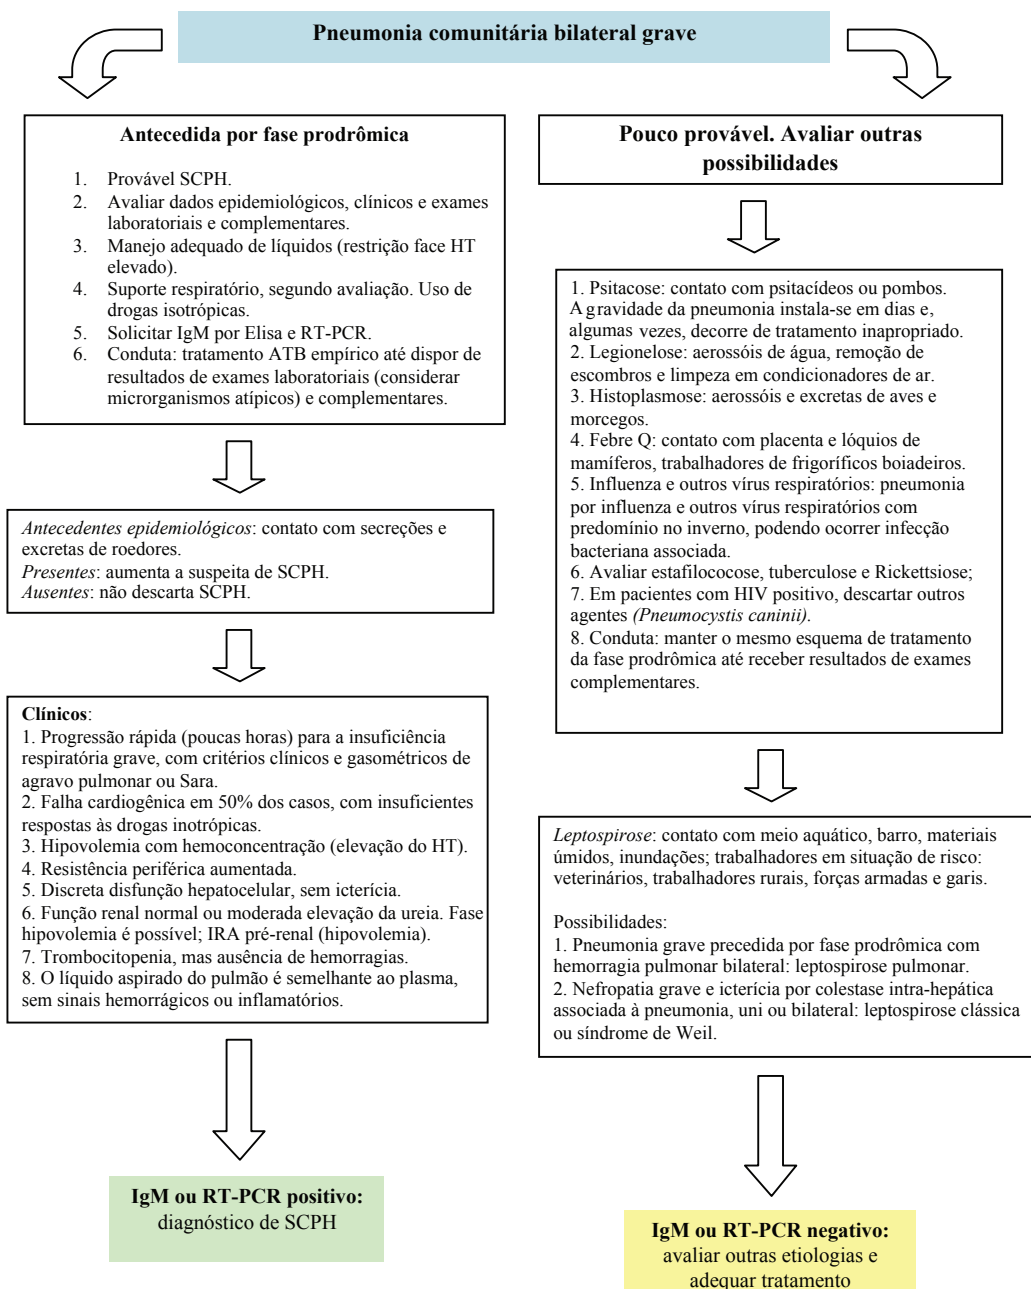 Pneumonia comunitária bilateral grave
Antecedida por fase prodrômica
1. Provável SCPH.
2. Avaliar dados epidemiológicos, clínicos e exames
laboratoriais e complementares.
3. Manejo adequado de líquidos (restrição face HT
elevado).
4. Suporte respiratório, segundo avaliação. Uso de
drogas isotrópicas.
5. Solicitar IgM por Elisa e RT-PCR.
6. Conduta: tratamento ATB empírico até dispor de
resultados de exames laboratoriais (considerar
microrganismos atípicos) e complementares.
Antecedentes epidemiológicos: contato com secreções e
excretas de roedores.
Presentes: aumenta a suspeita de SCPH.
Ausentes: não descarta SCPH.
Clínicos:
1. Progressão rápida (poucas horas) para a insuficiência
respiratória grave, com critérios clínicos e gasométricos de
agravo pulmonar ou Sara.
2. Falha cardiogênica em 50% dos casos, com insuficientes
respostas às drogas inotrópicas.
3. Hipovolemia com hemoconcentração (elevação do HT).
4. Resistência periférica aumentada.
5. Discreta disfunção hepatocelular, sem icterícia.
6. Função renal normal ou moderada elevação da ureia. Fase
hipovolemia é possível; IRA pré-renal (hipovolemia).
7. Trombocitopenia, mas ausência de hemorragias.
8. O líquido aspirado do pulmão é semelhante ao plasma,
sem sinais hemorrágicos ou inflamatórios.
IgM ou RT-PCR positivo:
diagnóstico de SCPH
Pouco provável. Avaliar outras
possibilidades
1. Psitacose: contato com psitacídeos ou pombos.
A gravidade da pneumonia instala-se em dias e,
algumas vezes, decorre de tratamento inapropriado.
2. Legionelose: aerossóis de água, remoção de
escombros e limpeza em condicionadores de ar.
3. Histoplasmose: aerossóis e excretas de aves e
morcegos.
4. Febre Q: contato com placenta e lóquios de
mamíferos, trabalhadores de frigoríficos boiadeiros.
5. Influenza e outros vírus respiratórios: pneumonia
por influenza e outros vírus respiratórios com
predomínio no inverno, podendo ocorrer infecção
bacteriana associada.
6. Avaliar estafilococose, tuberculose e Rickettsiose;
7. Em pacientes com HIV positivo, descartar outros
agentes (Pneumocystis caninii).
8. Conduta: manter o mesmo esquema de tratamento
da fase prodrômica até receber resultados de exames
complementares.
Leptospirose: contato com meio aquático, barro, materiais
úmidos, inundações; trabalhadores em situação de risco:
veterinários, trabalhadores rurais, forças armadas e garis.
Possibilidades:
1. Pneumonia grave precedida por fase prodrômica com
hemorragia pulmonar bilateral: leptospirose pulmonar.
2. Nefropatia grave e icterícia por colestase intra-hepática
associada à pneumonia, uni ou bilateral: leptospirose clássica
ou síndrome de Weil.
IgM ou RT-PCR negativo:
avaliar outras etiologias e
adequar tratamento